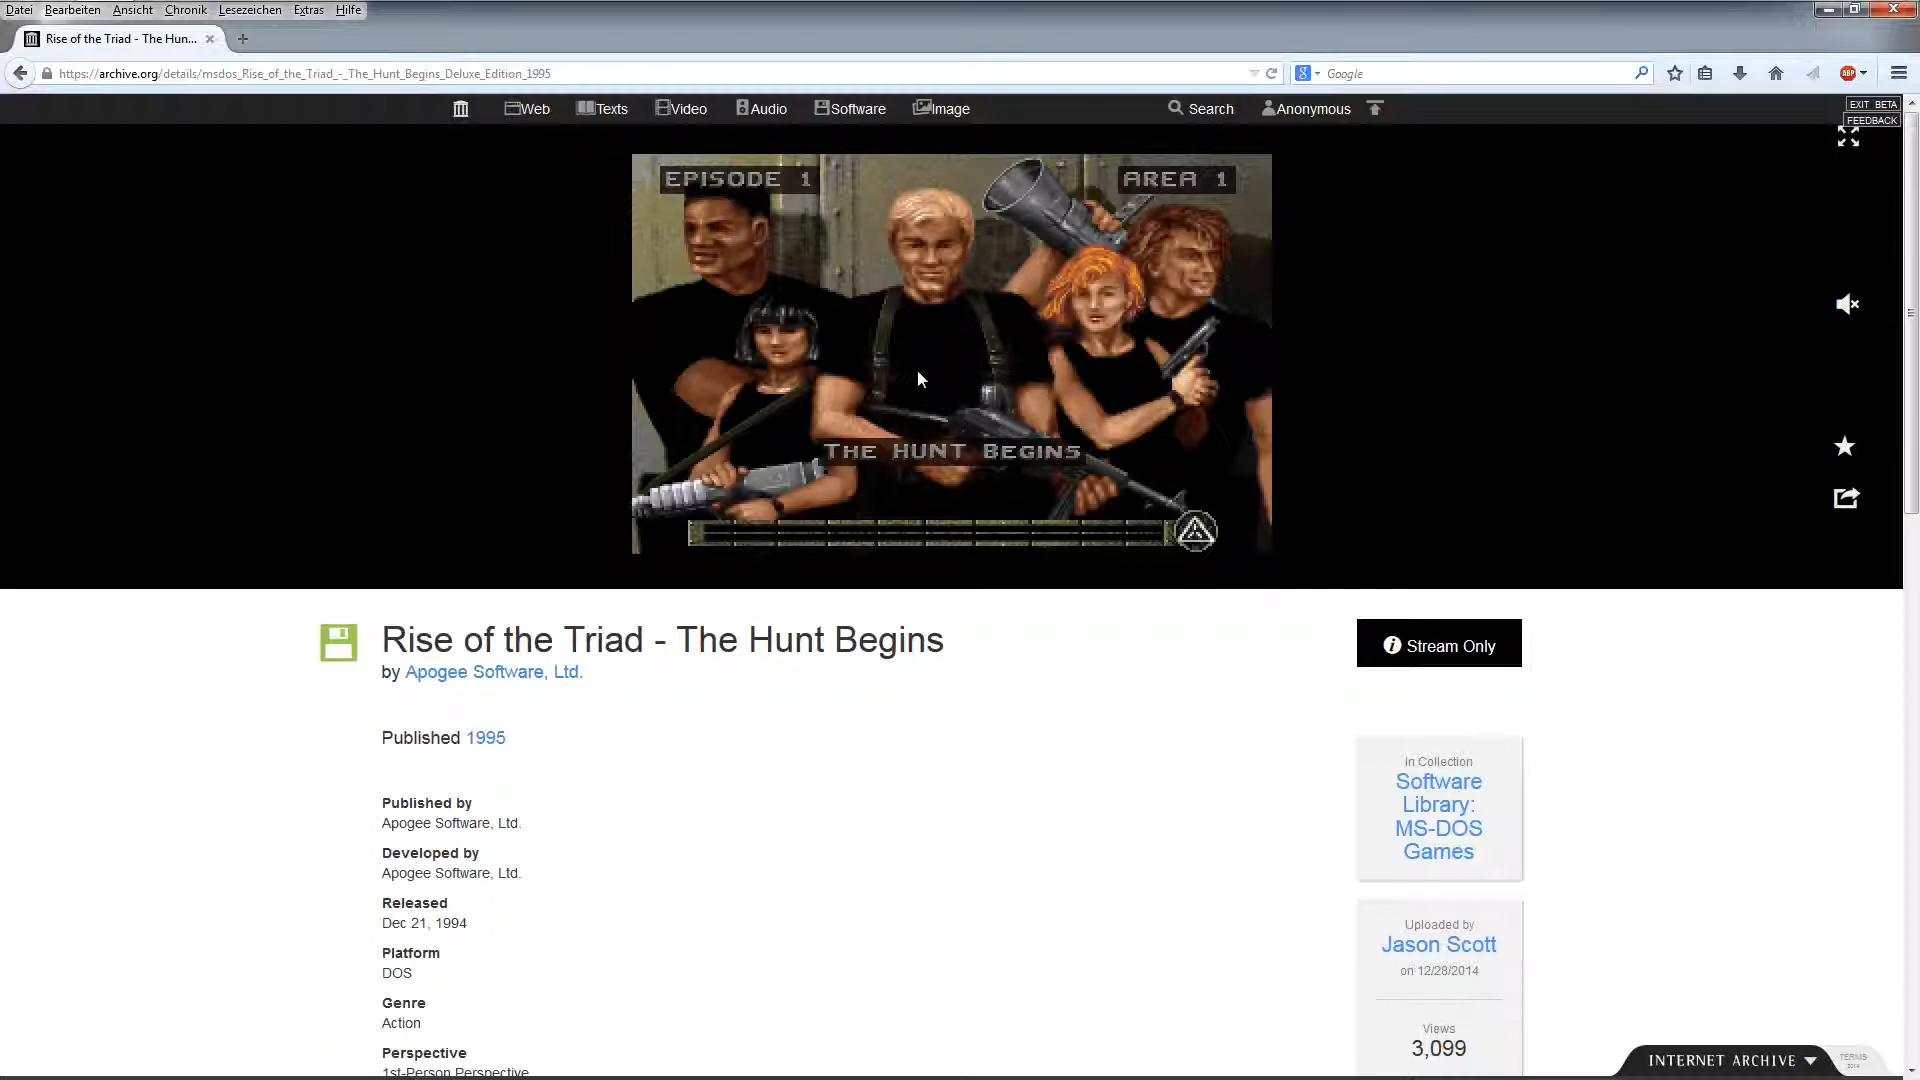 Datei Bearbeiten Ansicht Chronik Lesezeichen Extras Hilfe
Rise of the Triad - The Hun...
https://archive.org/details/msdos_Rise_of_the_Triad_-_The_Hunt_Begins_Deluxe_Edition_1995
Google
ABP
Web Texts Video Audio Software Image Search Anonymous
EXIT BETA
FEEDBACK
EPISODE 1 AREA 1
THE HUNT BEGINS
Rise of the Triad - The Hunt Begins
by Apogee Software, Ltd.
Stream Only
Published 1995
In Collection
Software
Library:
MS-DOS
Games
Published by
Apogee Software, Ltd.
Developed by
Apogee Software, Ltd.
Released
Dec 21, 1994
Platform
DOS
Genre
Action
Perspective
1st-Person Perspective
Uploaded by
Jason Scott
on 12/28/2014
Views
3,099
INTERNET ARCHIVE
TERMS
2014